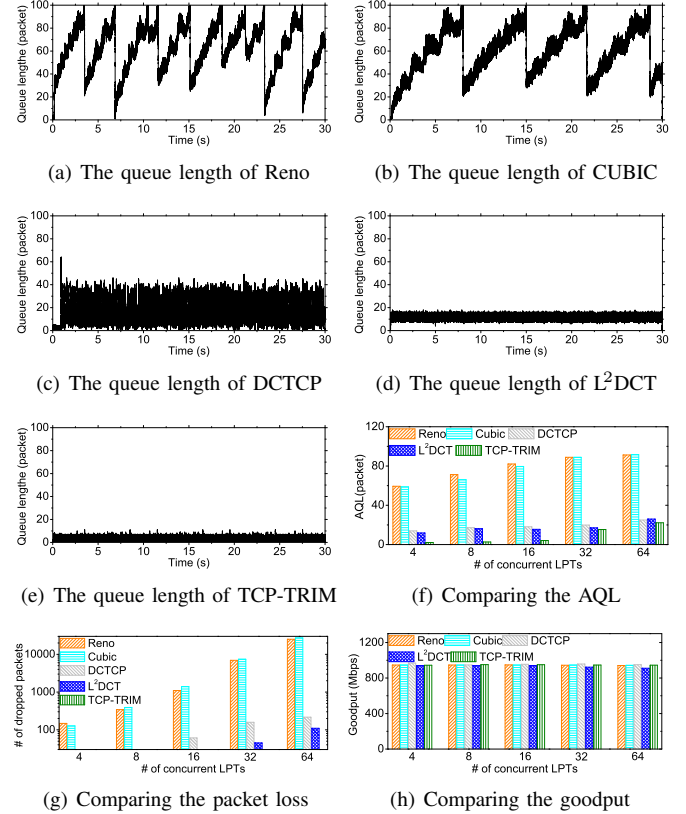 100
80
60
40
20
0
Queue lengthe (packet)
0 5 10 15 20 25 30
Time (s)
(a) The queue length of Reno
100
80
60
40
20
0
Queue lengthe (packet)
0 5 10 15 20 25 30
Time (s)
(b) The queue length of CUBIC
100
80
60
40
20
0
Queue lengthe (packet)
0 5 10 15 20 25 30
Time (s)
(c) The queue length of DCTCP
100
80
60
40
20
0
Queue lengthe (packet)
0 5 10 15 20 25 30
Time (s)
(d) The queue length of L²DCT
100
80
60
40
20
0
Queue lengthe (packet)
0 5 10 15 20 25 30
Time (s)
(e) The queue length of TCP-TRIM
120
80
40
0
AQL(packet)
Reno Cubic DCTCP
L²DCT TCP-TRIM
4 8 16 32 64
# of concurrent LPTs
(f) Comparing the AQL
10000
1000
100
# of dropped packets
Reno
Cubic
DCTCP
L²DCT
TCP-TRIM
4 8 16 32 64
# of concurrent LPTs
(g) Comparing the packet loss
1200
800
400
0
Goodput (Mbps)
Reno Cubic DCTCP
L²DCT TCP-TRIM
4 8 16 32 64
# of concurrent LPTs
(h) Comparing the goodput